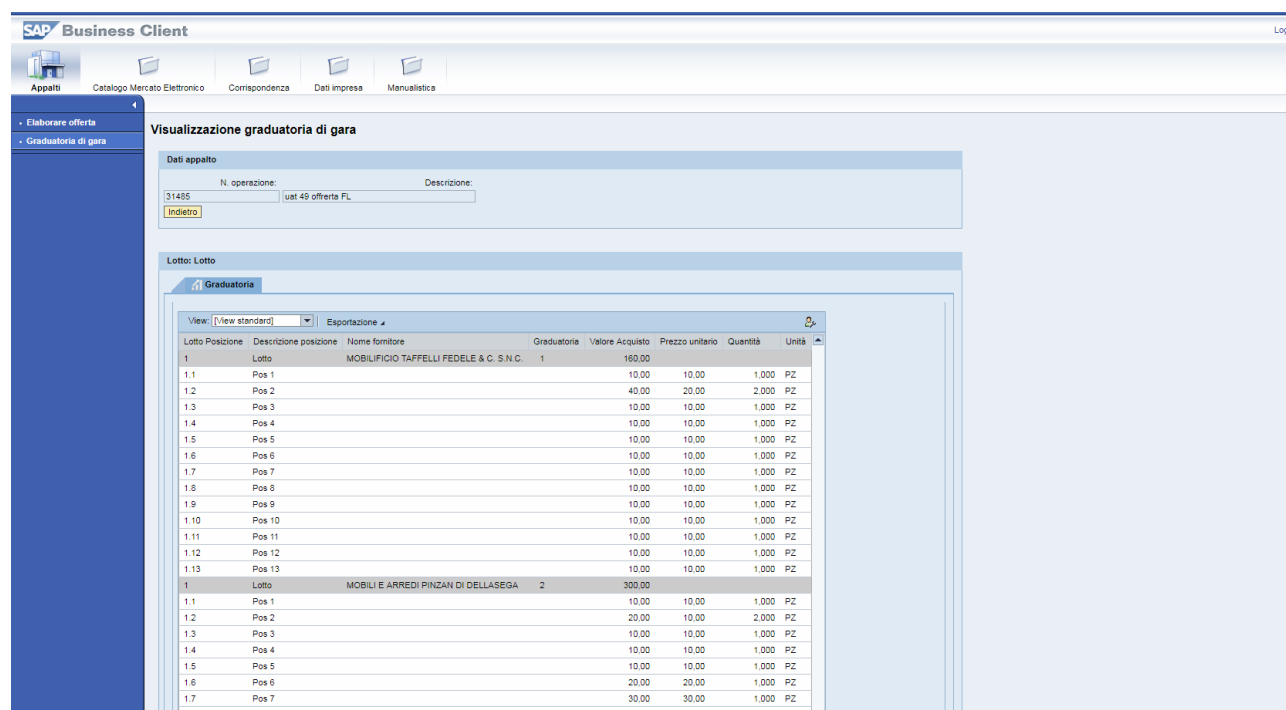 SAP Business Client
Log
Appalti Catalogo Mercato Elettronico Corrispondenza Dati impresa Manualistica
Elaborare offerta
Graduatoria di gara
Visualizzazione graduatoria di gara
Dati appalto
N. operazione: Descrizione:
31485 uat 49 offrerta FL
Indietro
Lotto: Lotto
Graduatoria
View: [View standard] Esportazione
Lotto Posizione Descrizione posizione Nome fornitore Graduatoria Valore Acquisto Prezzo unitario Quantità Unità
1 Lotto MOBILIFICIO TAFFELLI FEDELE & C. S.N.C. 1 160,00
1.1 Pos 1 10,00 10,00 1,000 PZ
1.2 Pos 2 40,00 20,00 2,000 PZ
1.3 Pos 3 10,00 10,00 1,000 PZ
1.4 Pos 4 10,00 10,00 1,000 PZ
1.5 Pos 5 10,00 10,00 1,000 PZ
1.6 Pos 6 10,00 10,00 1,000 PZ
1.7 Pos 7 10,00 10,00 1,000 PZ
1.8 Pos 8 10,00 10,00 1,000 PZ
1.9 Pos 9 10,00 10,00 1,000 PZ
1.10 Pos 10 10,00 10,00 1,000 PZ
1.11 Pos 11 10,00 10,00 1,000 PZ
1.12 Pos 12 10,00 10,00 1,000 PZ
1.13 Pos 13 10,00 10,00 1,000 PZ
1 Lotto MOBILI E ARREDI PINZAN DI DELLASEGA 2 300,00
1.1 Pos 1 10,00 10,00 1,000 PZ
1.2 Pos 2 20,00 10,00 2,000 PZ
1.3 Pos 3 10,00 10,00 1,000 PZ
1.4 Pos 4 10,00 10,00 1,000 PZ
1.5 Pos 5 10,00 10,00 1,000 PZ
1.6 Pos 6 20,00 20,00 1,000 PZ
1.7 Pos 7 30,00 30,00 1,000 PZ